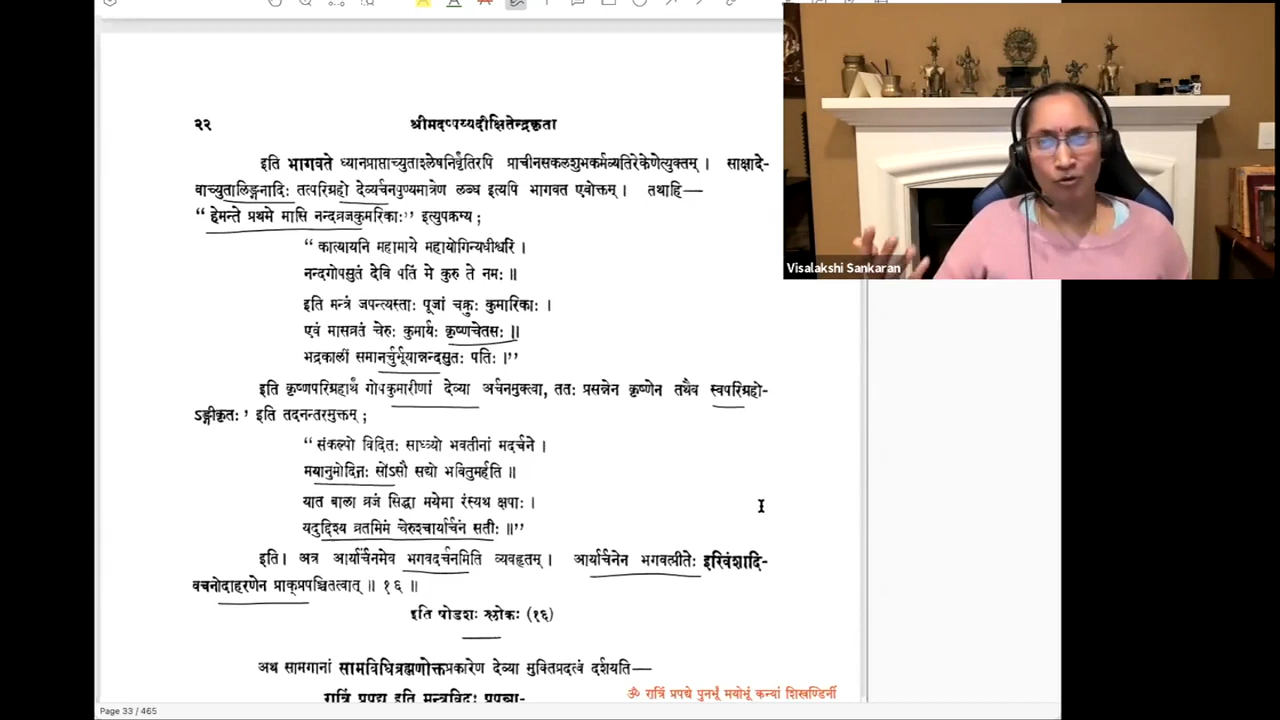 २२
श्रीमदप्पय्यदीक्षितेन्द्रकृता
इति भागवते ध्यानप्राप्ताच्युताश्लेषनिर्वृतिरपि प्राचीनसकलशुभकर्मव्यतिरेकेणेत्युक्तम् । साक्षादे-
वाच्युतालिङ्गनादिः तत्परिग्रहो देव्यर्चनपुण्यमात्रेण लब्ध इत्यपि भागवत एवोक्तम् । तथाहि—
“ हेमन्ते प्रथमे मासि नन्दव्रजकुमारिकाः” इत्युपक्रम्य ;
“ कात्यायनि महामाये महायोगिन्यधीश्वरि ।
नन्दगोपसुतं देवि पतिं मे कुरु ते नमः ॥
इति मन्त्रं जपन्त्यस्ताः पूजां चक्रुः कुमारिकाः ।
एवं मासव्रतं चेरुः कुमार्यः कृष्णचेतसः ॥
भद्रकालीं समानर्चुर्भूयान्नन्दसुतः पतिः ।”
इति कृष्णपरिग्रहार्थं गोपकुमारीणां देव्या अर्चनमुक्त्वा, ततः प्रसन्नेन कृष्णेन तथैव स्वपरिग्रहो-
ऽङ्गीकृतः ’ इति तदनन्तरमुक्तम् ;
“ संकल्पो विदितः साध्व्यो भवतीनां मदर्चने ।
मयानुमोदितः सोंऽसौ सद्यो भवितुमर्हति ॥
यात बाला व्रजं सिद्धा मयेमा रंस्यथ क्षपाः ।
यदुद्दिश्य व्रतमिमं चेरुश्चार्यार्चनं सतीः ॥”
इति । अत्र आर्यार्चनमेव भगवदर्चनमिति व्यवहृतम् । आर्यार्चनेन भगवत्प्रीतेः हरिवंशादि-
वचनोदाहरणेन प्राक्प्रपञ्चितत्वात् ॥ १६ ॥
इति षोडशः श्लोकः (१६)
अथ सामगानां सामविधिब्रह्मणोक्तप्रकारेण देव्या मुक्तिप्रदत्वं दर्शयति—
रात्रिं प्रपद्य इति मन्त्रविदः प्रपन्ना-
ॐ रात्रिं प्रपद्ये पुनर्भूं मयोभूं कन्यां शिखण्डिनीं
Page 33 / 465
Visalakshi Sankaran